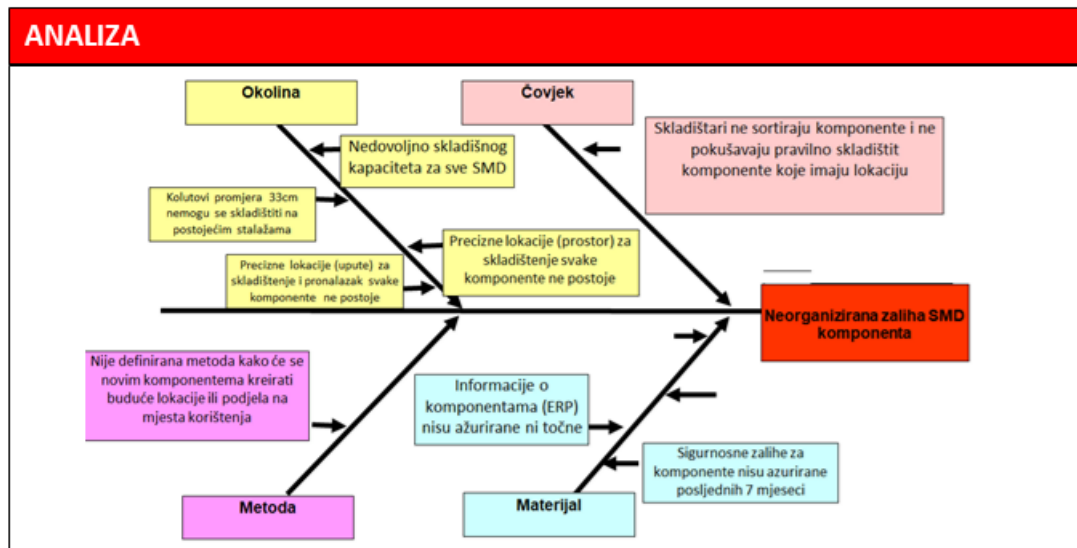 ANALIZA
Okolina
Čovjek
Nedovoljno skladišnog
kapaciteta za sve SMD
Skladištari ne sortiraju komponente i ne
pokušavaju pravilno skladištit
komponente koje imaju lokaciju
Kolutovi promjera 33cm
nemogu se skladištiti na
postojećim stalažama
Precizne lokacije (prostor) za
skladištenje svake
komponente ne postoje
Precizne lokacije (upute) za
skladištenje i pronalazak svake
komponente ne postoje
Neorganizirana zaliha SMD
komponenta
Nije definirana metoda kako će se
novim komponentema kreirati
buduće lokacije ili podjela na
mjesta korištenja
Informacije o
komponentama (ERP)
nisu ažurirane ni točne
Sigurnosne zalihe za
komponente nisu azurirane
posljednih 7 mjeseci
Metoda
Materijal